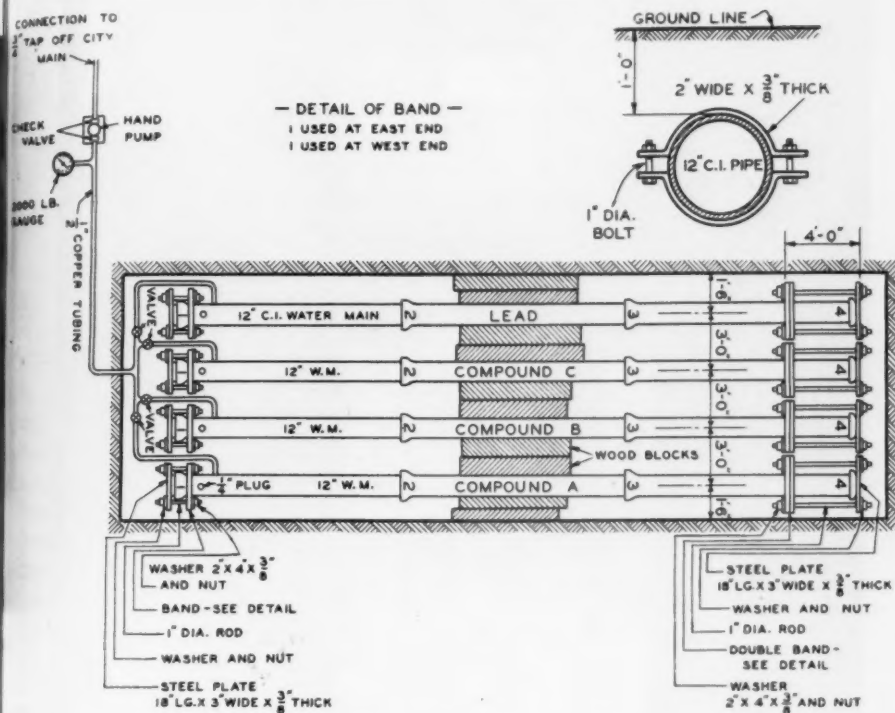 CONNECTION TO
3/4" TAP OFF CITY
MAIN
CHECK
VALVE
HAND
PUMP
2000 LB.
GAUGE
1/2" COPPER TUBING
— DETAIL OF BAND —
1 USED AT EAST END
1 USED AT WEST END
GROUND LINE
1'-0"
2" WIDE X 3/8" THICK
12" C.I. PIPE
1" DIA.
BOLT
4'-0"
VALVE
12" C.I. WATER MAIN
2
LEAD
3
4
1'-6"
3'-0"
12" W.M.
2
COMPOUND C
3
4
3'-0"
12" W.M.
2
COMPOUND B
3
4
VALVE
WOOD BLOCKS
3'-0"
1/4" PLUG
12" W.M.
2
COMPOUND A
3
4
1'-6"
WASHER 2" X 4" X 3/8"
AND NUT
BAND-SEE DETAIL
1" DIA. ROD
WASHER AND NUT
STEEL PLATE
18" LG. X 3" WIDE X 3/8" THICK
STEEL PLATE
18" LG. X 3" WIDE X 3/8" THICK
WASHER AND NUT
1" DIA. ROD
DOUBLE BAND-
SEE DETAIL
WASHER
2" X 4" X 3/8" AND NUT